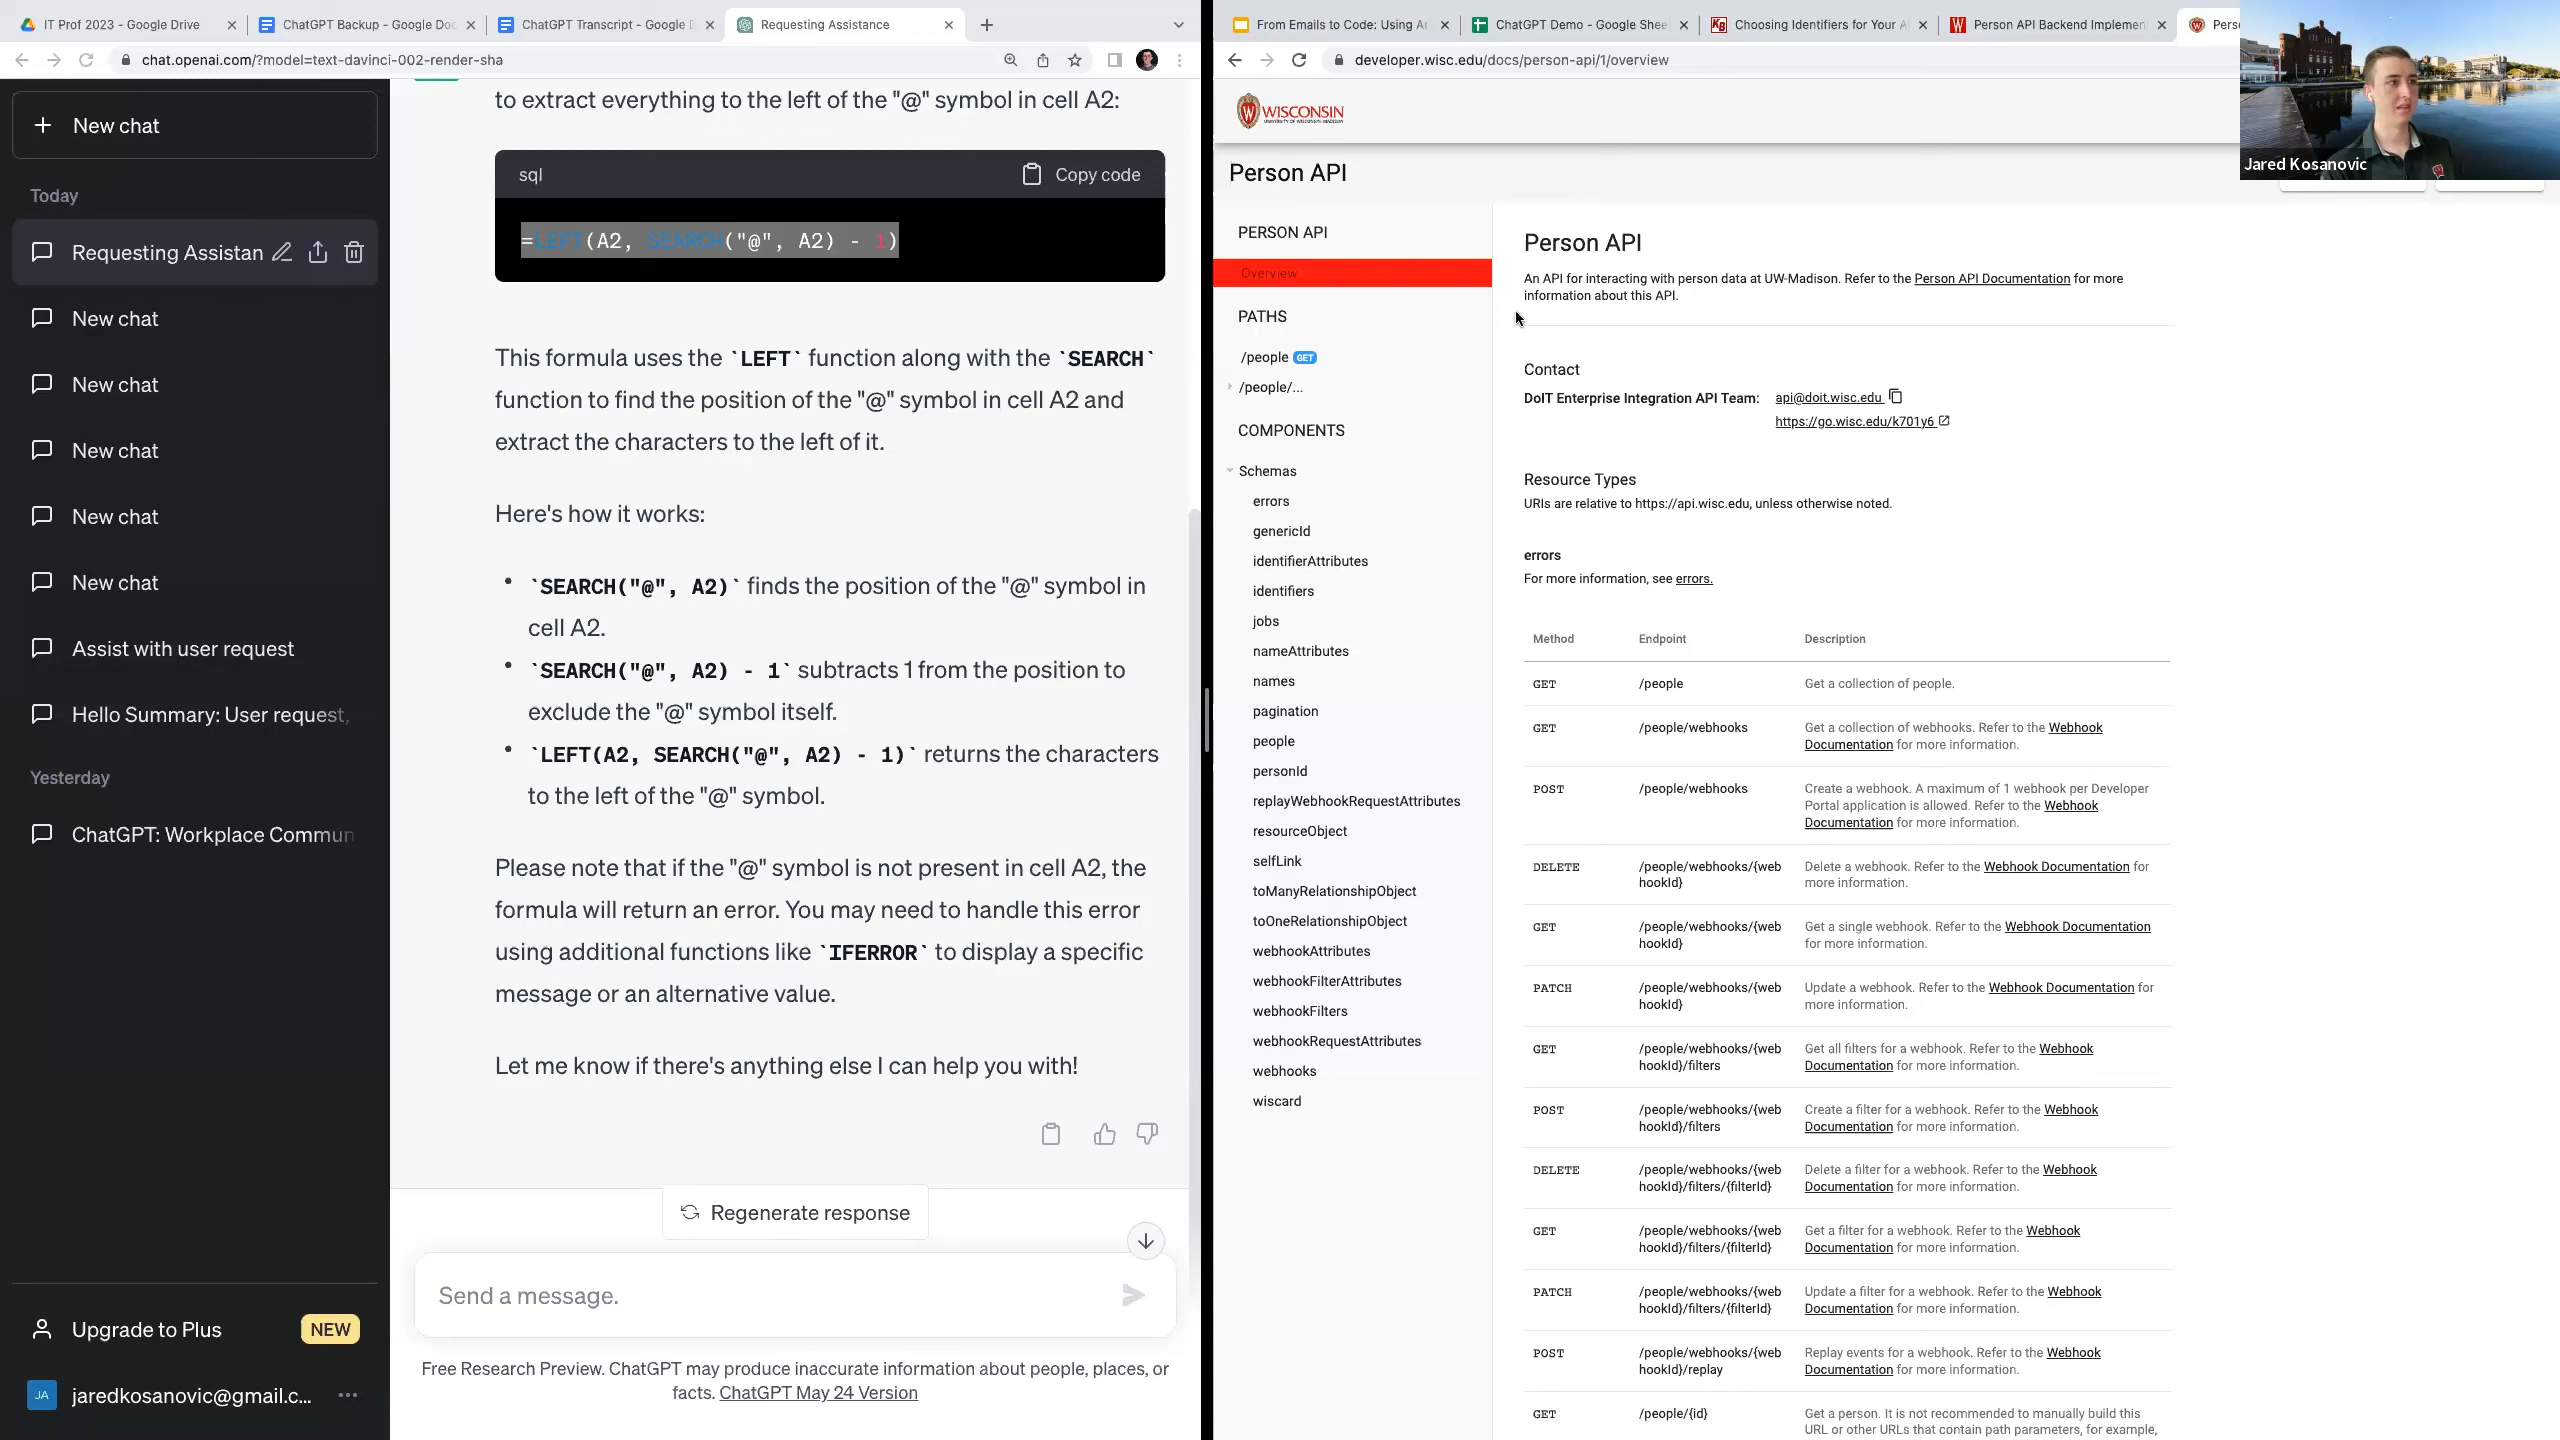 IT Prof 2023 - Google Drive
ChatGPT Backup - Google Doc
ChatGPT Transcript - Google D
Requesting Assistance
chat.openai.com/?model=text-davinci-002-render-sha
New chat
Today
Requesting Assistan
New chat
New chat
New chat
New chat
New chat
Assist with user request
Hello Summary: User request,
Yesterday
ChatGPT: Workplace Commun
Upgrade to Plus
NEW
JA
jaredkosanovic@gmail.c...
to extract everything to the left of the "@" symbol in cell A2:
sql
Copy code
=LEFT(A2, SEARCH("@", A2) - 1)
This formula uses the `LEFT` function along with the `SEARCH`
function to find the position of the "@" symbol in cell A2 and
extract the characters to the left of it.
Here's how it works:
• `SEARCH("@", A2)` finds the position of the "@" symbol in
cell A2.
• `SEARCH("@", A2) - 1` subtracts 1 from the position to
exclude the "@" symbol itself.
• `LEFT(A2, SEARCH("@", A2) - 1)` returns the characters
to the left of the "@" symbol.
Please note that if the "@" symbol is not present in cell A2, the
formula will return an error. You may need to handle this error
using additional functions like `IFERROR` to display a specific
message or an alternative value.
Let me know if there's anything else I can help you with!
Regenerate response
Send a message.
Free Research Preview. ChatGPT may produce inaccurate information about people, places, or
facts. ChatGPT May 24 Version
From Emails to Code: Using Ar
ChatGPT Demo - Google Shee
Choosing Identifiers for Your A
Person API Backend Implemen
Perso
developer.wisc.edu/docs/person-api/1/overview
WISCONSIN
UNIVERSITY OF WISCONSIN-MADISON
Jared Kosanovic
Person API
PERSON API
Overview
PATHS
/people GET
/people/...
COMPONENTS
Schemas
errors
genericId
identifierAttributes
identifiers
jobs
nameAttributes
names
pagination
people
personId
replayWebhookRequestAttributes
resourceObject
selfLink
toManyRelationshipObject
toOneRelationshipObject
webhookAttributes
webhookFilterAttributes
webhookFilters
webhookRequestAttributes
webhooks
wiscard
Person API
An API for interacting with person data at UW-Madison. Refer to the Person API Documentation for more
information about this API.
Contact
DoIT Enterprise Integration API Team: api@doit.wisc.edu
https://go.wisc.edu/k701y6
Resource Types
URIs are relative to https://api.wisc.edu, unless otherwise noted.
errors
For more information, see errors.
Method Endpoint Description
GET /people Get a collection of people.
GET /people/webhooks Get a collection of webhooks. Refer to the Webhook
Documentation for more information.
POST /people/webhooks Create a webhook. A maximum of 1 webhook per Developer
Portal application is allowed. Refer to the Webhook
Documentation for more information.
DELETE /people/webhooks/{web Delete a webhook. Refer to the Webhook Documentation for
hookId} more information.
GET /people/webhooks/{web Get a single webhook. Refer to the Webhook Documentation
hookId} for more information.
PATCH /people/webhooks/{web Update a webhook. Refer to the Webhook Documentation for
hookId} more information.
GET /people/webhooks/{web Get all filters for a webhook. Refer to the Webhook
hookId}/filters Documentation for more information.
POST /people/webhooks/{web Create a filter for a webhook. Refer to the Webhook
hookId}/filters Documentation for more information.
DELETE /people/webhooks/{web Delete a filter for a webhook. Refer to the Webhook
hookId}/filters/{filterId} Documentation for more information.
GET /people/webhooks/{web Get a filter for a webhook. Refer to the Webhook
hookId}/filters/{filterId} Documentation for more information.
PATCH /people/webhooks/{web Update a filter for a webhook. Refer to the Webhook
hookId}/filters/{filterId} Documentation for more information.
POST /people/webhooks/{web Replay events for a webhook. Refer to the Webhook
hookId}/replay Documentation for more information.
GET /people/{id} Get a person. It is not recommended to manually build this
URL or other URLs that contain path parameters, for example,